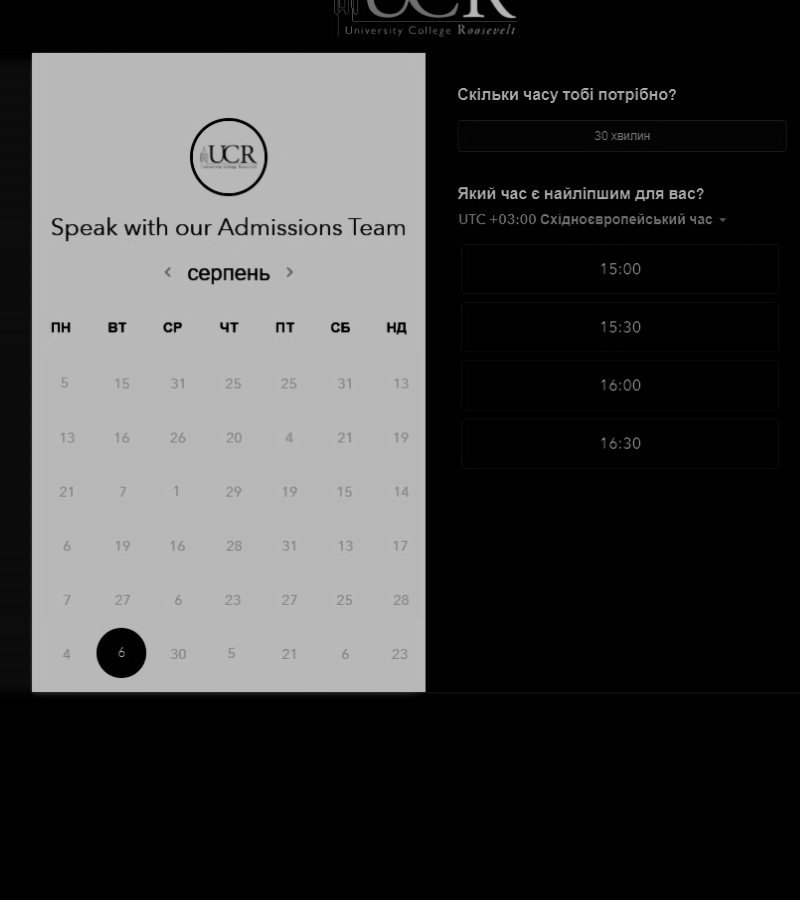 UCR
University College Roosevelt
UCR
Speak with our Admissions Team
серпень
ПН ВТ СР ЧТ ПТ СБ НД
5 15 31 25 25 31 13
13 16 26 20 4 21 19
21 7 1 29 19 15 14
6 19 16 28 31 13 17
7 27 6 23 27 25 28
4 6 30 5 21 6 23
Скільки часу тобі потрібно?
30 хвилин
Який час є найліпшим для вас?
UTC +03:00 Східноєвропейський час
15:00
15:30
16:00
16:30